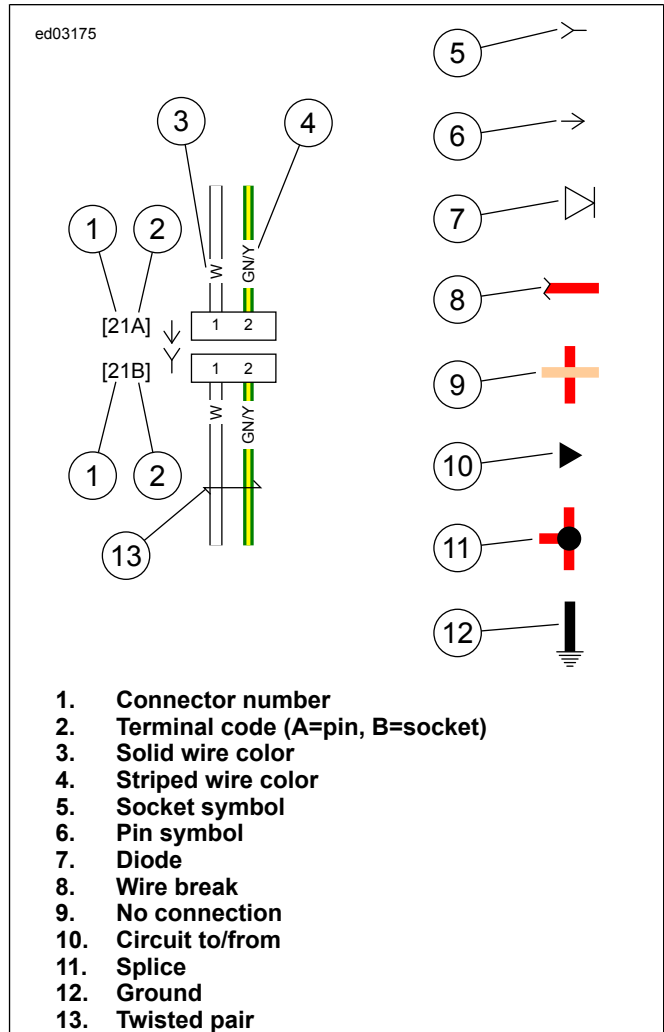 ed03175
5
3
4
6
1
2
7
W
GN/Y
8
[21A]
1 2
[21B]
1 2
9
W
GN/Y
10
1
2
11
13
12
1. Connector number
2. Terminal code (A=pin, B=socket)
3. Solid wire color
4. Striped wire color
5. Socket symbol
6. Pin symbol
7. Diode
8. Wire break
9. No connection
10. Circuit to/from
11. Splice
12. Ground
13. Twisted pair